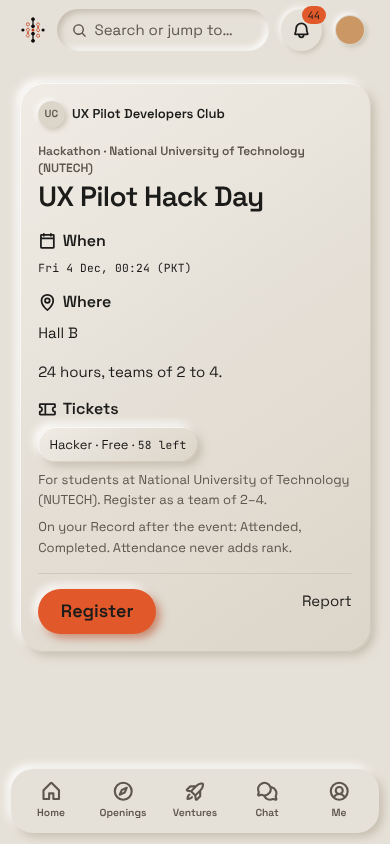 Search or jump to...
44
UC UX Pilot Developers Club
Hackathon · National University of Technology
(NUTECH)
UX Pilot Hack Day
When
Fri 4 Dec, 00:24 (PKT)
Where
Hall B
24 hours, teams of 2 to 4.
Tickets
Hacker · Free · 58 left
For students at National University of Technology
(NUTECH). Register as a team of 2–4.
On your Record after the event: Attended,
Completed. Attendance never adds rank.
Register
Report
Home Openings Ventures Chat Me